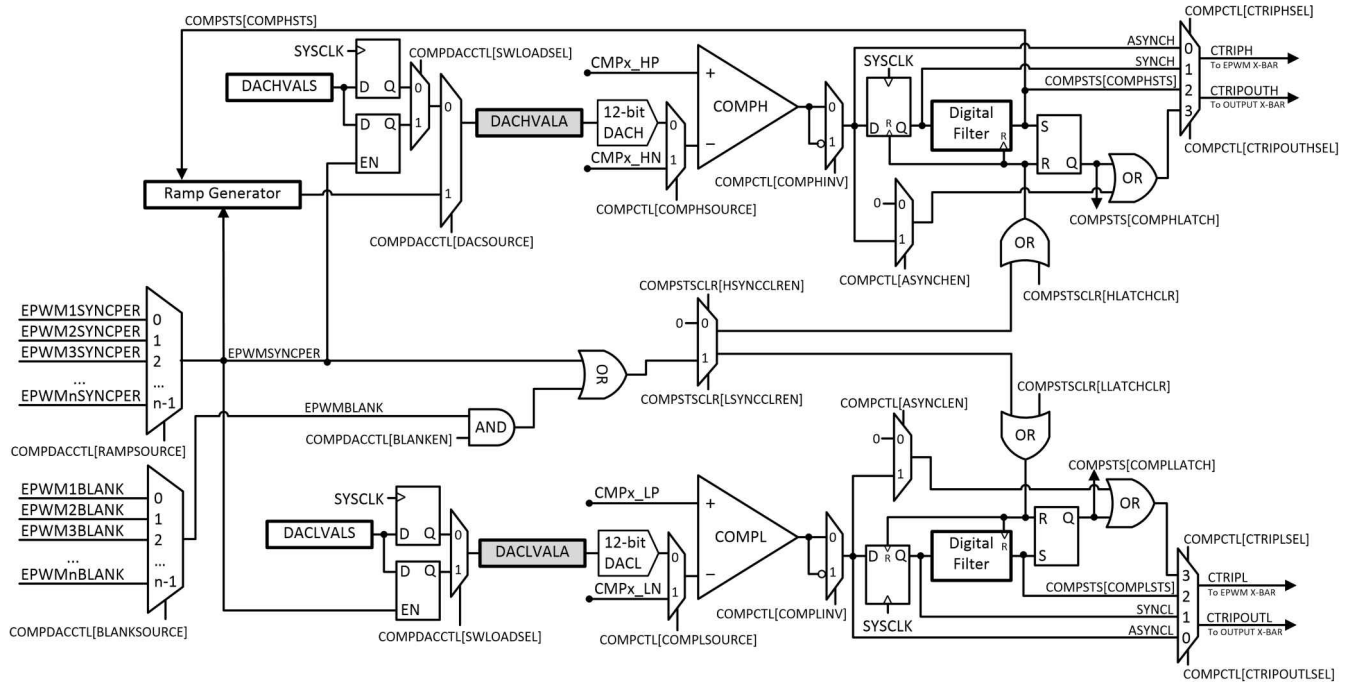 COMPSTS[COMPHSTS]
SYSCLK
COMPDACCTL[SWLOADSEL]
DACHVALS
D Q
0
1
D Q
EN
0
1
Ramp Generator
COMPDACCTL[DACSOURCE]
DACHVALA
CMPx_HP
12-bit
DACH
CMPx_HN
0
1
COMPCTL[COMPHSOURCE]
+
COMPH
−
0
1
COMPCTL[COMPHINV]
SYSCLK
D R Q
Digital
Filter
R
S
R
Q
OR
0
0
1
COMPCTL[ASYNCHEN]
COMPSTS[COMPHLATCH]
OR
COMPSTSCLR[HLATCHCLR]
COMPCTL[CTRIPHSEL]
ASYNCH
SYNCH
COMPSTS[COMPHSTS]
0
1
2
3
CTRIPH
To EPWM X-BAR
CTRIPOUTH
To OUTPUT X-BAR
COMPCTL[CTRIPOUTHSEL]
EPWM1SYNCPER
EPWM2SYNCPER
EPWM3SYNCPER
...
EPWMnSYNCPER
0
1
2
...
n-1
COMPDACCTL[RAMPSOURCE]
EPWMSYNCPER
EPWMBLANK
COMPDACCTL[BLANKEN]
AND
OR
COMPSTSCLR[HSYNCCLREN]
0
0
1
COMPSTSCLR[LSYNCCLREN]
EPWM1BLANK
EPWM2BLANK
EPWM3BLANK
...
EPWMnBLANK
0
1
2
...
n-1
COMPDACCTL[BLANKSOURCE]
SYSCLK
DACLVALS
D Q
D Q
EN
0
1
COMPDACCTL[SWLOADSEL]
DACLVALA
CMPx_LP
12-bit
DACL
CMPx_LN
0
1
COMPCTL[COMPLSOURCE]
+
COMPL
−
0
1
COMPCTL[COMPLINV]
COMPCTL[ASYNCLEN]
0
0
1
COMPSTSCLR[LLATCHCLR]
OR
COMPSTS[COMPLLATCH]
D R Q
SYSCLK
Digital
Filter
R
R
S
Q
OR
COMPCTL[CTRIPLSEL]
COMPSTS[COMPLSTS]
SYNCL
ASYNCL
3
2
1
0
CTRIPL
To EPWM X-BAR
CTRIPOUTL
To OUTPUT X-BAR
COMPCTL[CTRIPOUTLSEL]